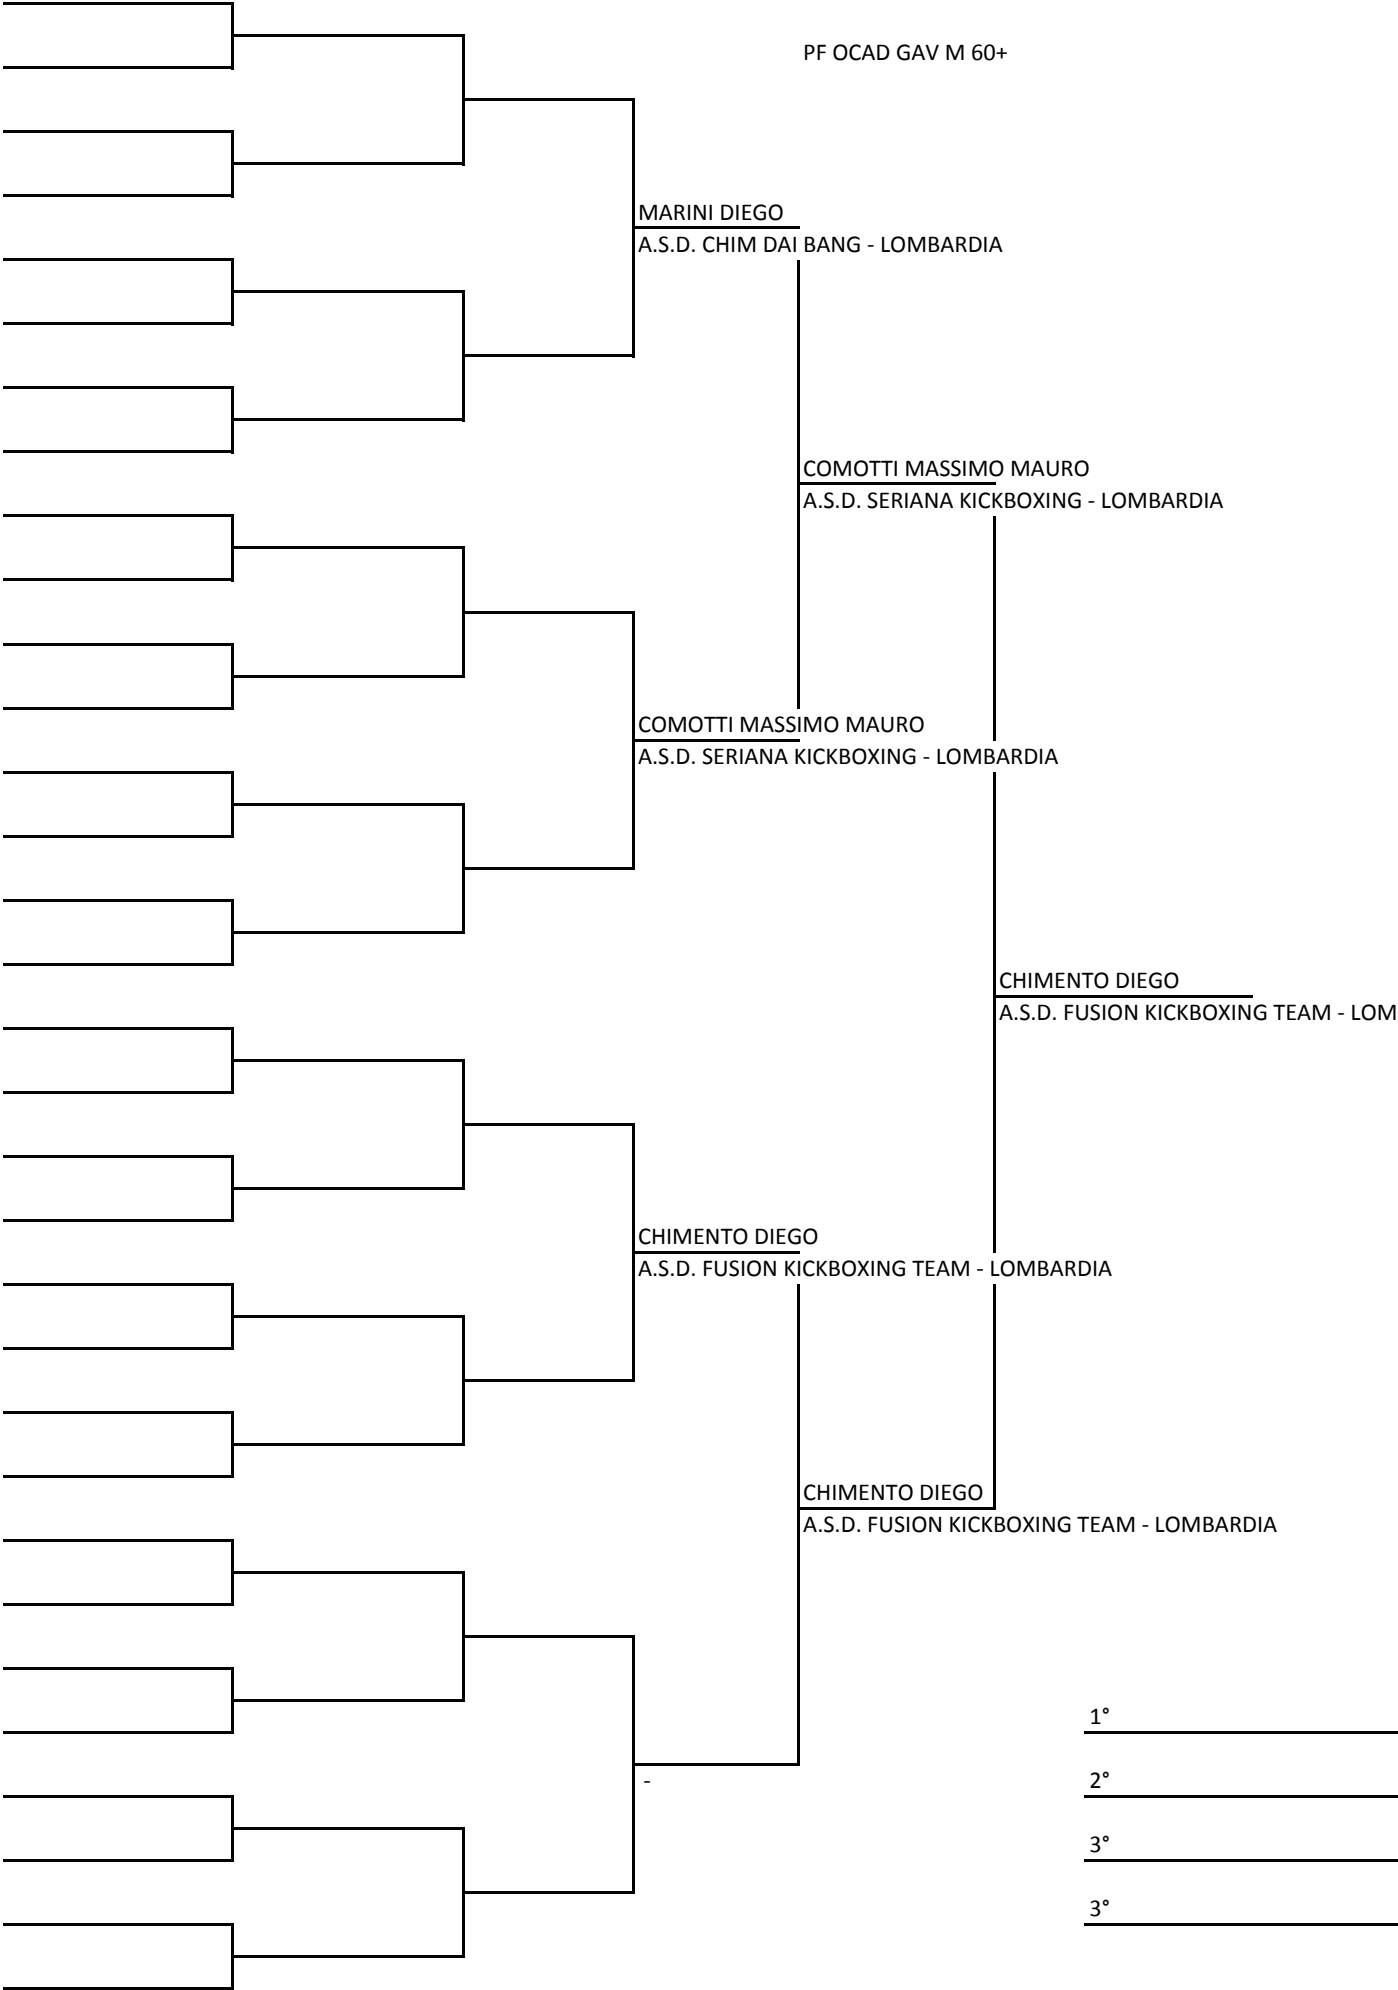 PF OCAD GAV M 60+
MARINI DIEGO
A.S.D. CHIM DAI BANG - LOMBARDIA
COMOTTI MASSIMO MAURO
A.S.D. SERIANA KICKBOXING - LOMBARDIA
COMOTTI MASSIMO MAURO
A.S.D. SERIANA KICKBOXING - LOMBARDIA
CHIMENTO DIEGO
A.S.D. FUSION KICKBOXING TEAM - LOM
CHIMENTO DIEGO
A.S.D. FUSION KICKBOXING TEAM - LOMBARDIA
CHIMENTO DIEGO
A.S.D. FUSION KICKBOXING TEAM - LOMBARDIA
1°
-
2°
3°
3°